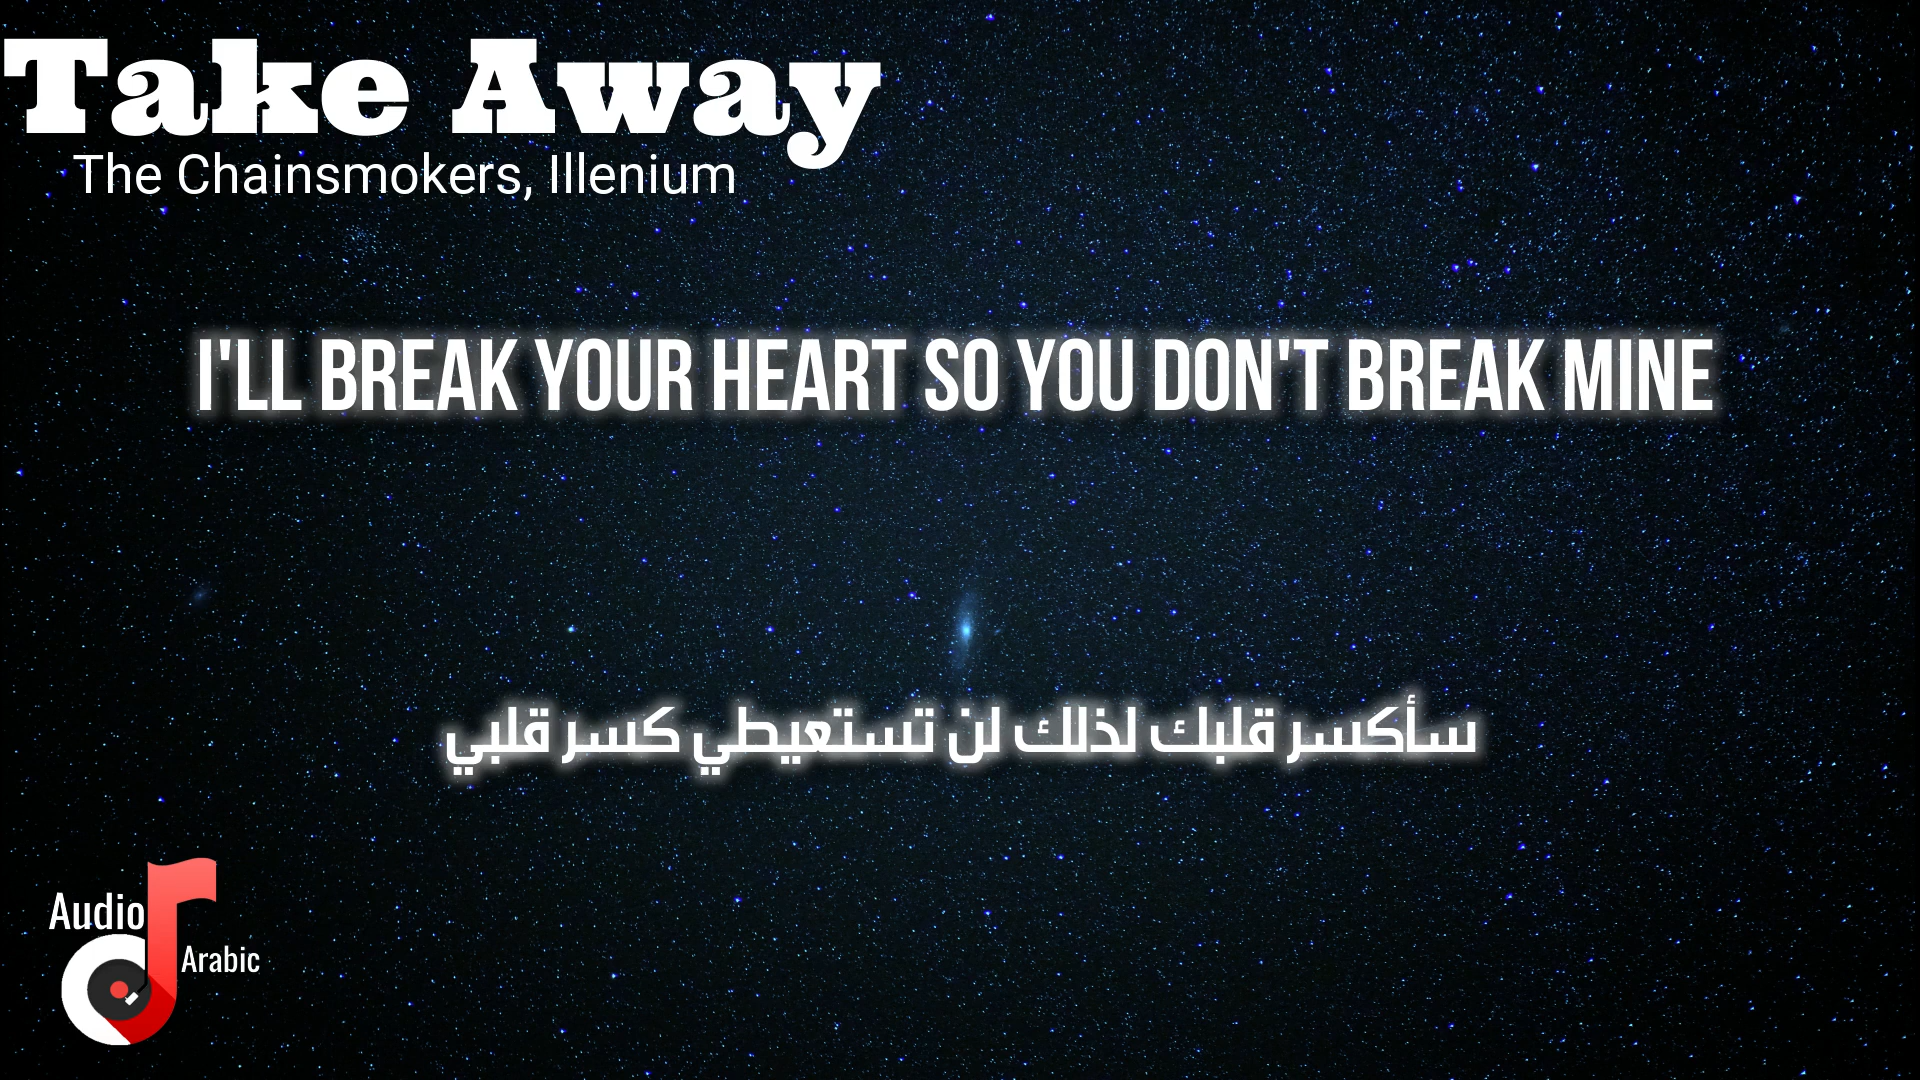 Take Away
The Chainsmokers, Illenium
I'LL BREAK YOUR HEART SO YOU DON'T BREAK MINE
سأكسر قلبك لذلك لن تستعيطي كسر قلبي
Audio
Arabic